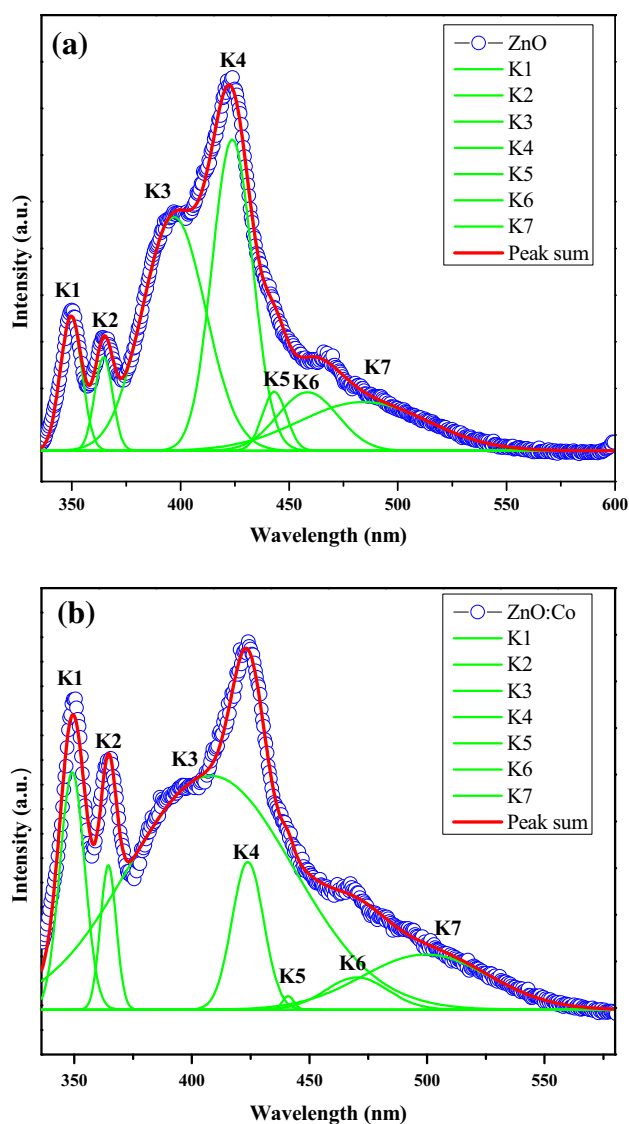 (a)
ZnO
K1
K2
K3
K4
K5
K6
K7
Peak sum
K4
K3
K1
K2
K5
K6
K7
Intensity (a.u.)
350 400 450 500 550 600
Wavelength (nm)
(b)
ZnO:Co
K1
K2
K3
K4
K5
K6
K7
Peak sum
K1
K2
K3
K4
K5
K6
K7
Intensity (a.u.)
350 400 450 500 550
Wavelength (nm)